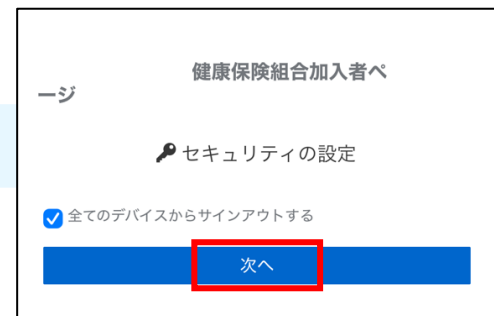 健康保険組合加入者ペ
ージ
セキュリティの設定
全てのデバイスからサインアウトする
次へ